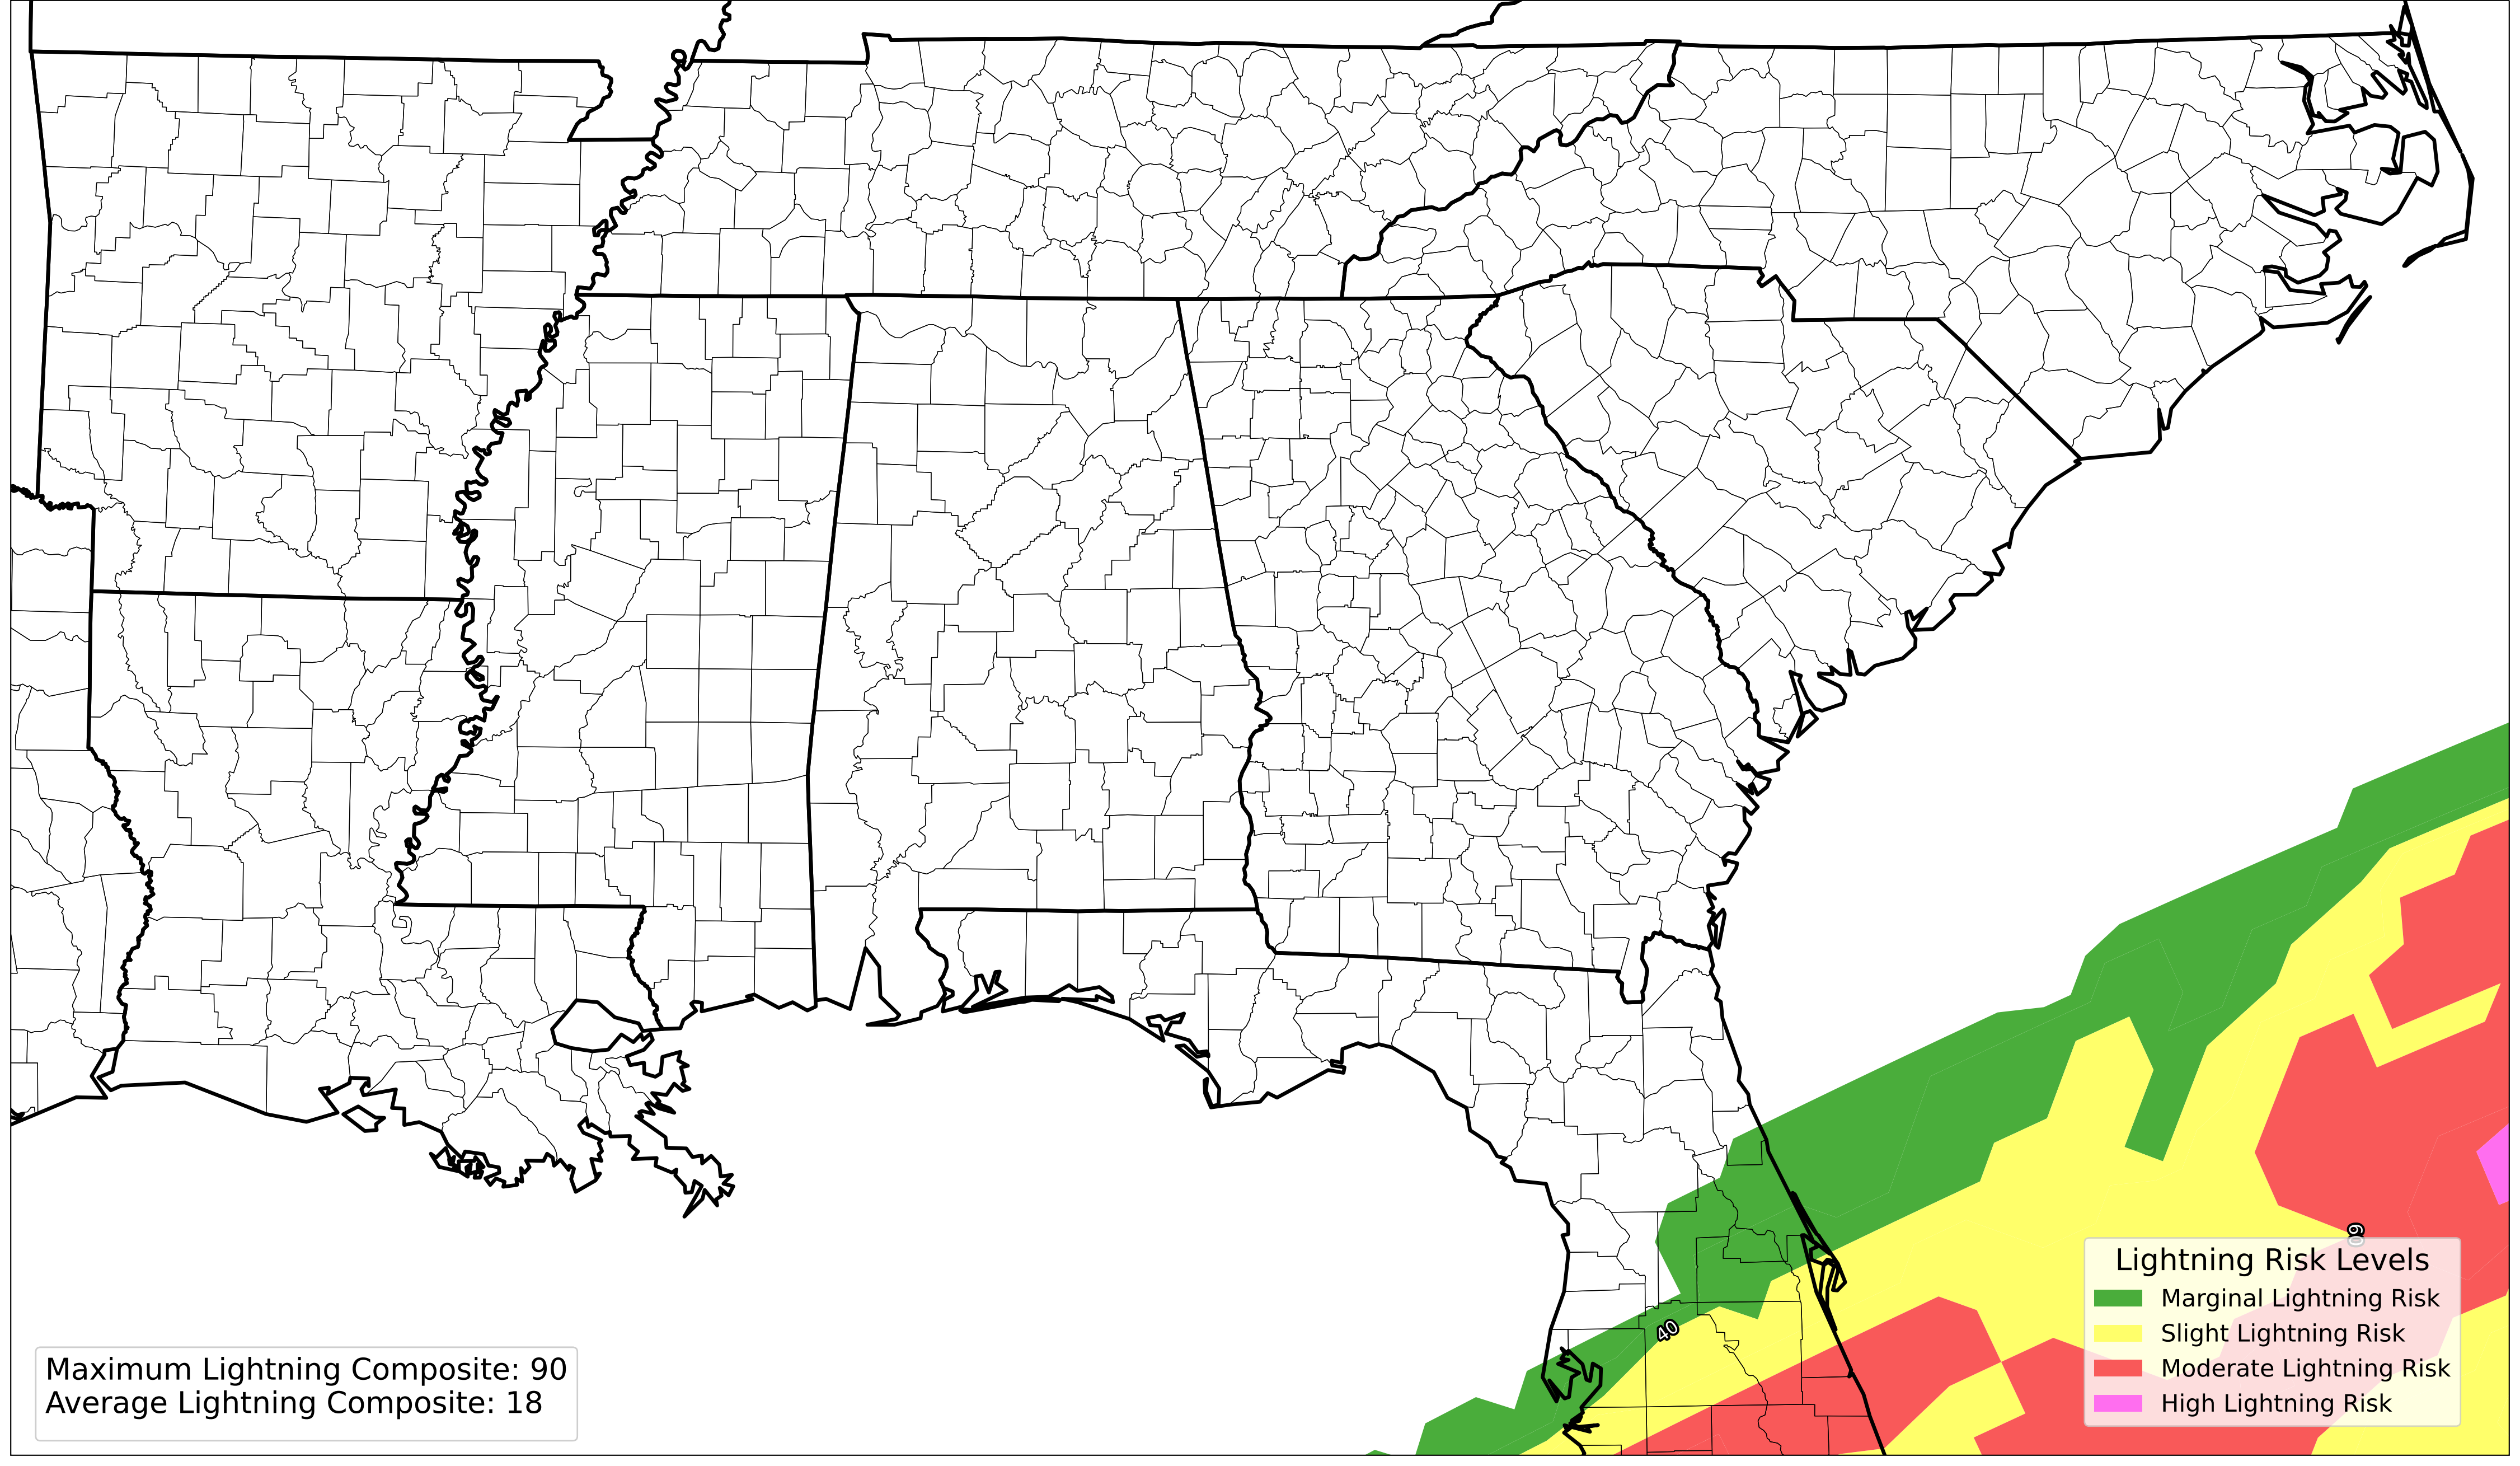 Lightning Risk Levels
Marginal Lightning Risk
Slight Lightning Risk
Moderate Lightning Risk
High Lightning Risk
40
Maximum Lightning Composite: 90
Average Lightning Composite: 18